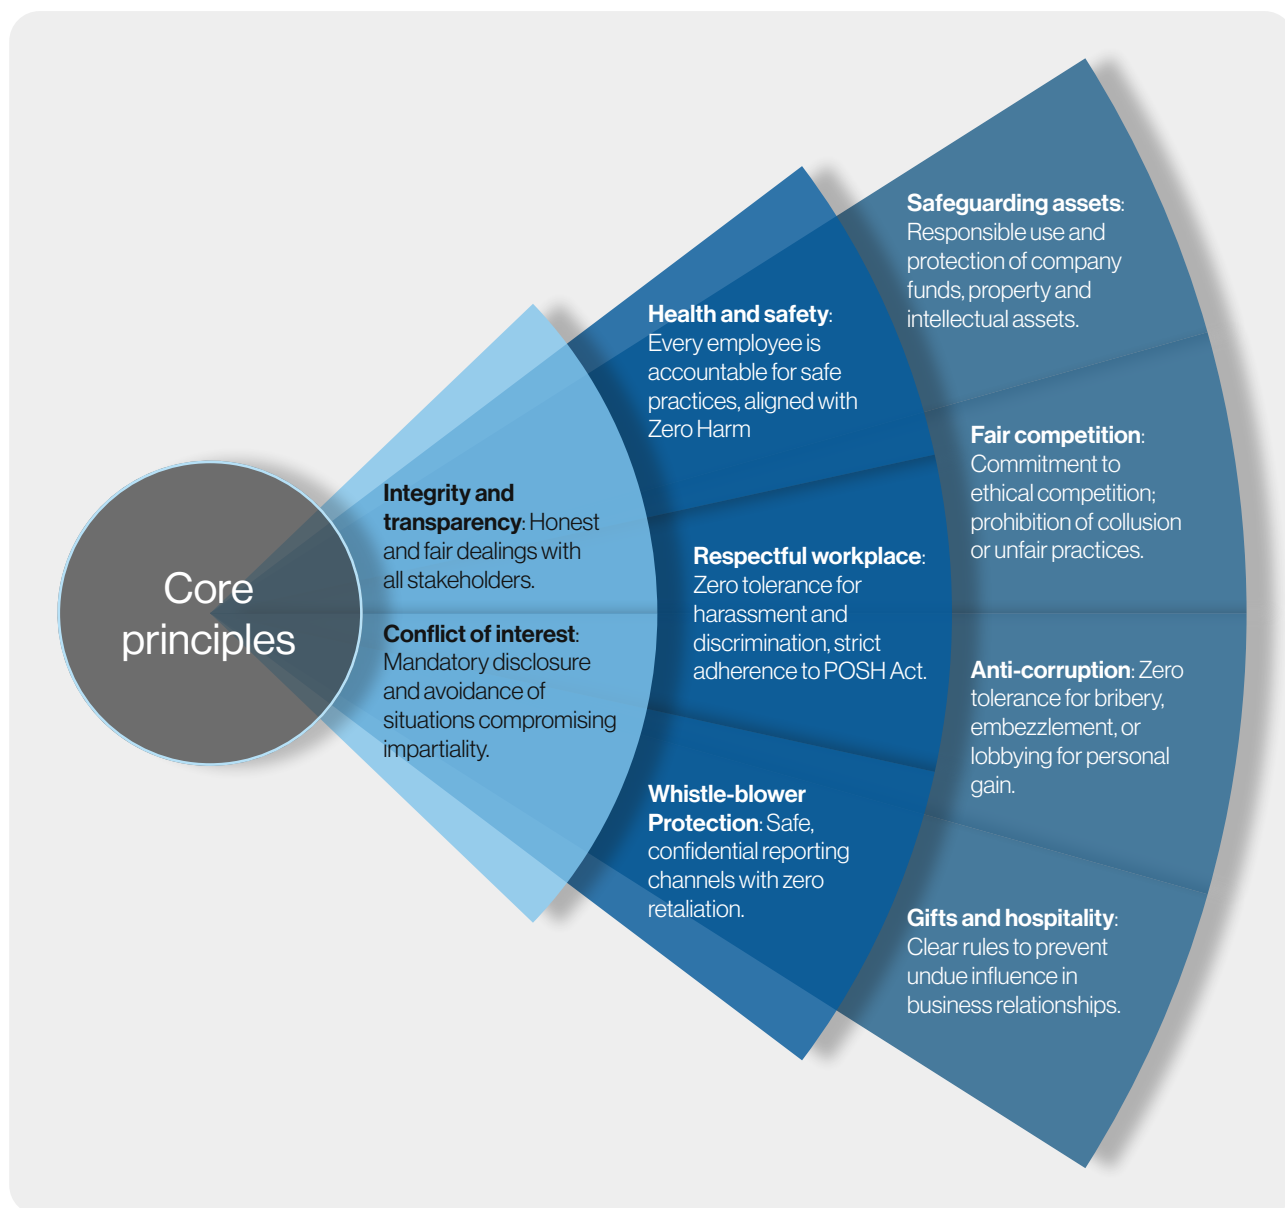 Core
principles
Integrity and
transparency: Honest
and fair dealings with
all stakeholders.
Conflict of interest:
Mandatory disclosure
and avoidance of
situations compromising
impartiality.
Health and safety:
Every employee is
accountable for safe
practices, aligned with
Zero Harm
Respectful workplace:
Zero tolerance for
harassment and
discrimination, strict
adherence to POSH Act.
Whistle-blower
Protection: Safe,
confidential reporting
channels with zero
retaliation.
Safeguarding assets:
Responsible use and
protection of company
funds, property and
intellectual assets.
Fair competition:
Commitment to
ethical competition;
prohibition of collusion
or unfair practices.
Anti-corruption: Zero
tolerance for bribery,
embezzlement, or
lobbying for personal
gain.
Gifts and hospitality:
Clear rules to prevent
undue influence in
business relationships.